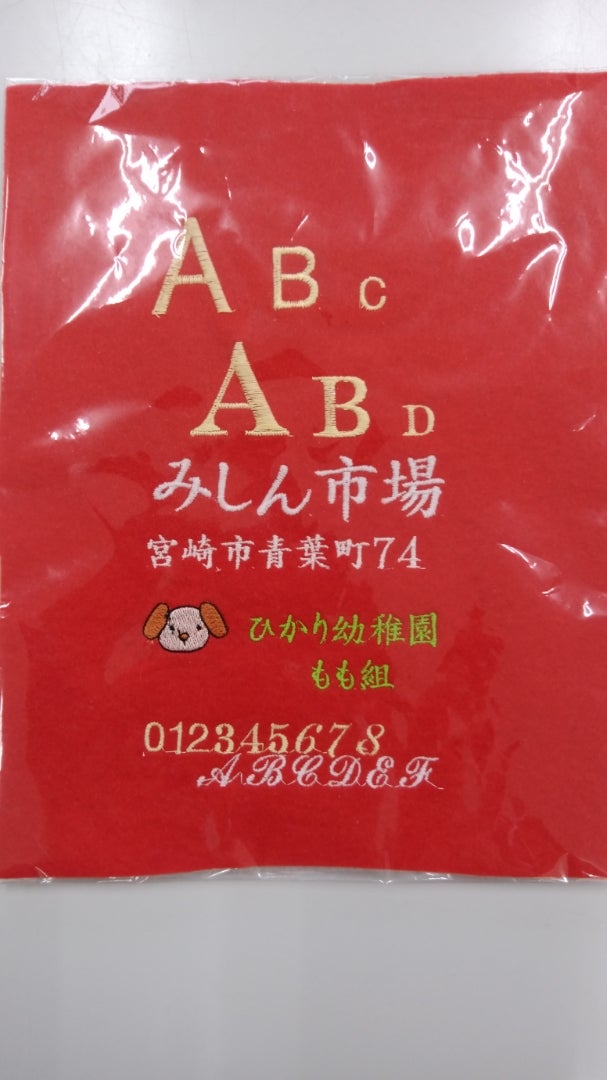 ABC
ABD
みしん市場
宮崎市青葉町74
ひかり幼稚園
もも組
012345678
ABCDEF